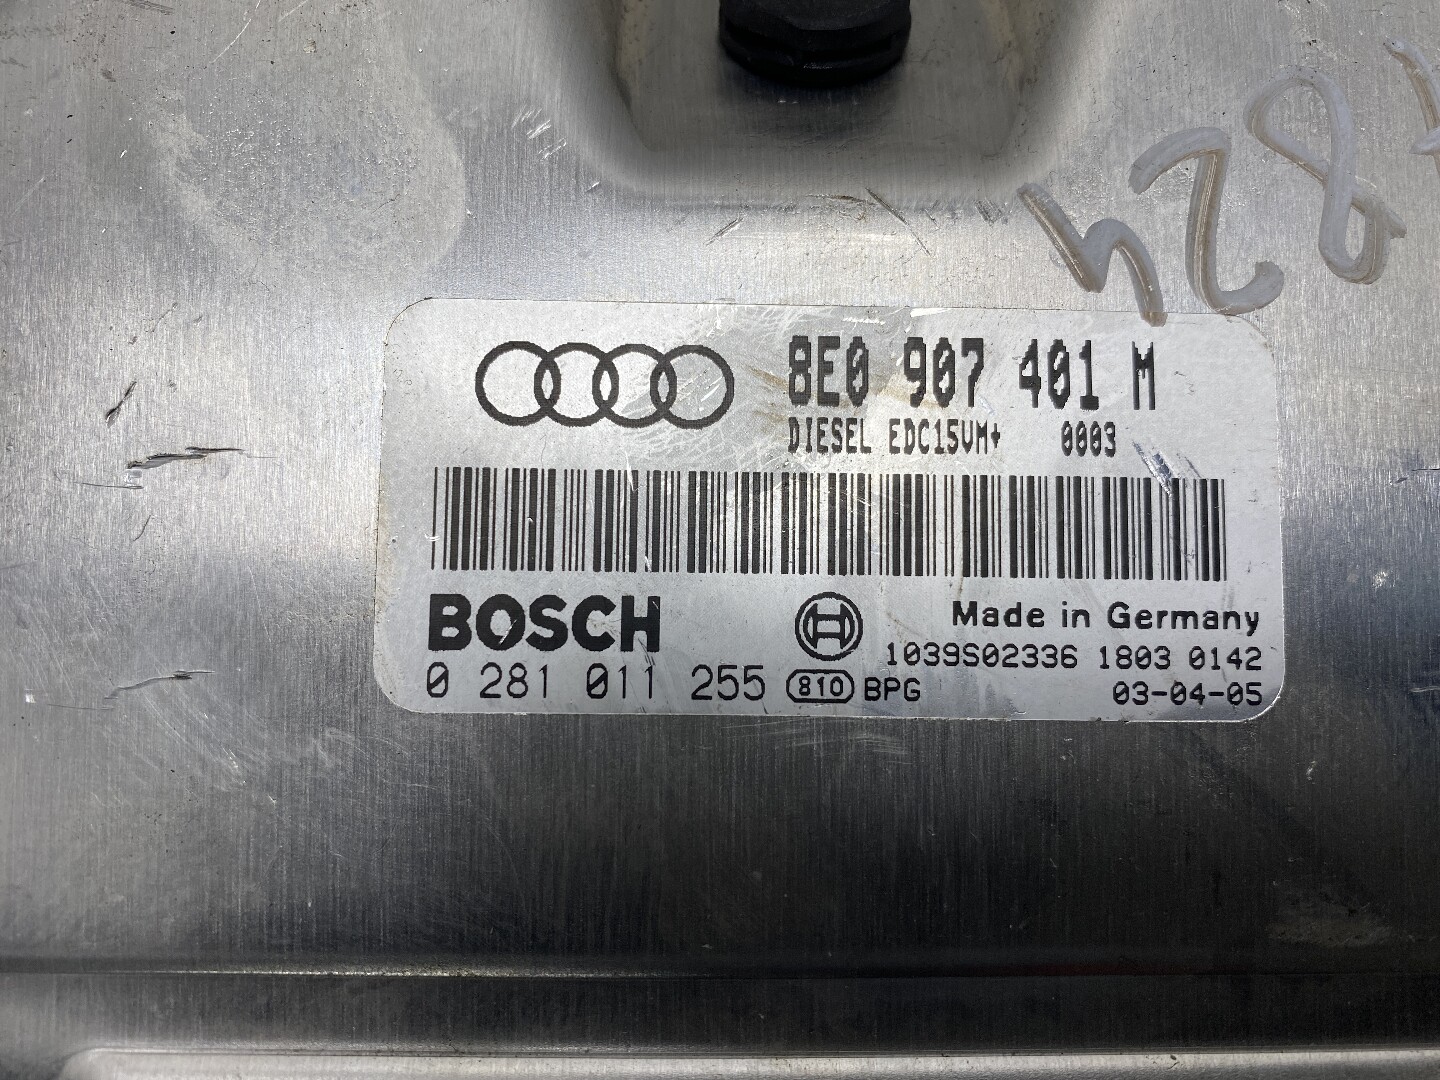 8E0 907 401 M
DIESEL EDC15VM+ 0003
BOSCH
Made in Germany
1039S02336 1803 0142
0 281 011 255 810 BPG 03-04-05